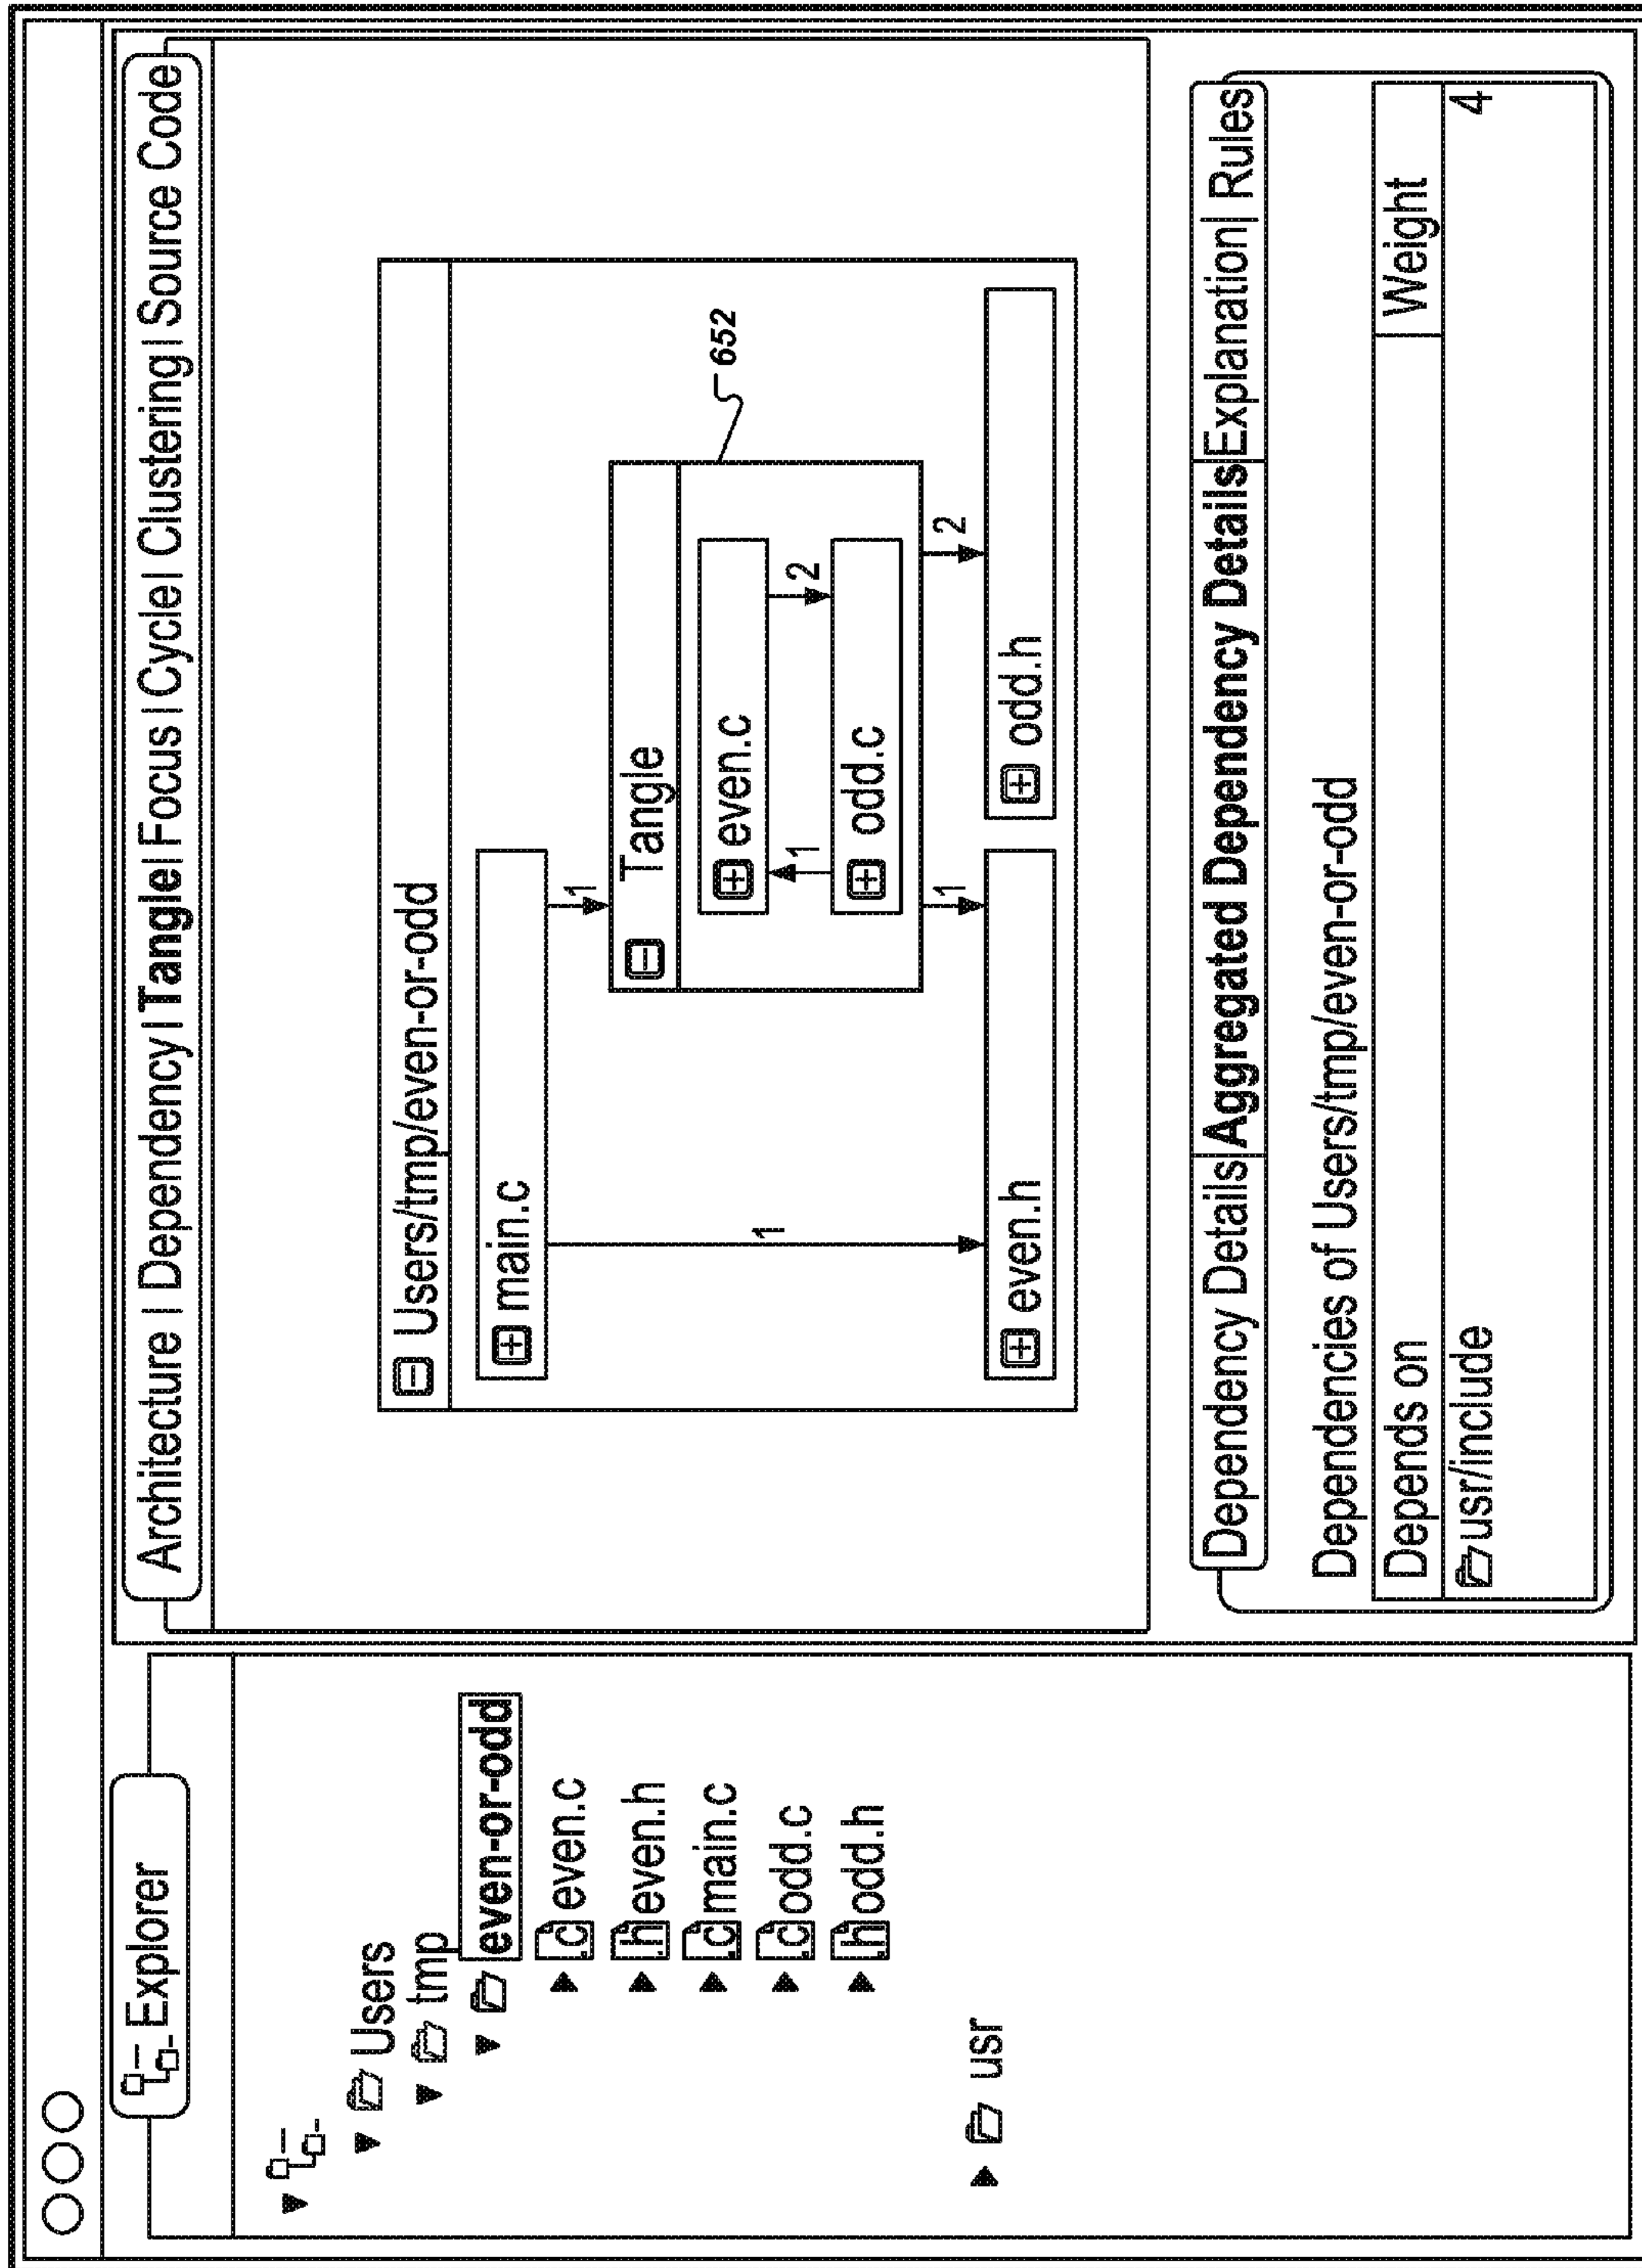 Explorer
Users
tmp
even-or-odd
.c even.c
.h even.h
.c main.c
.c odd.c
.h odd.h
usr
Architecture | Dependency | Tangle | Focus | Cycle | Clustering | Source Code
Users/tmp/even-or-odd
main.c
1
1
Tangle
652
even.c
1
2
odd.c
1
2
even.h
odd.h
Dependency Details Aggregated Dependency Details Explanation | Rules
Dependencies of Users/tmp/even-or-odd
Depends on | Weight
usr/include 4